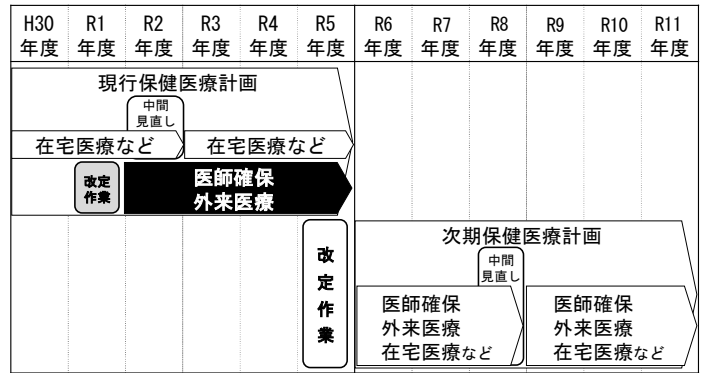 H30 R1 R2 R3 R4 R5 R6 R7 R8 R9 R10 R11
年度 年度 年度 年度 年度 年度 年度 年度 年度 年度 年度 年度
現行保健医療計画
中間
見直し
在宅医療など 在宅医療など
改定
作業
医師確保
外来医療
改
定
作
業
次期保健医療計画
中間
見直し
医師確保
外来医療
在宅医療など
医師確保
外来医療
在宅医療など